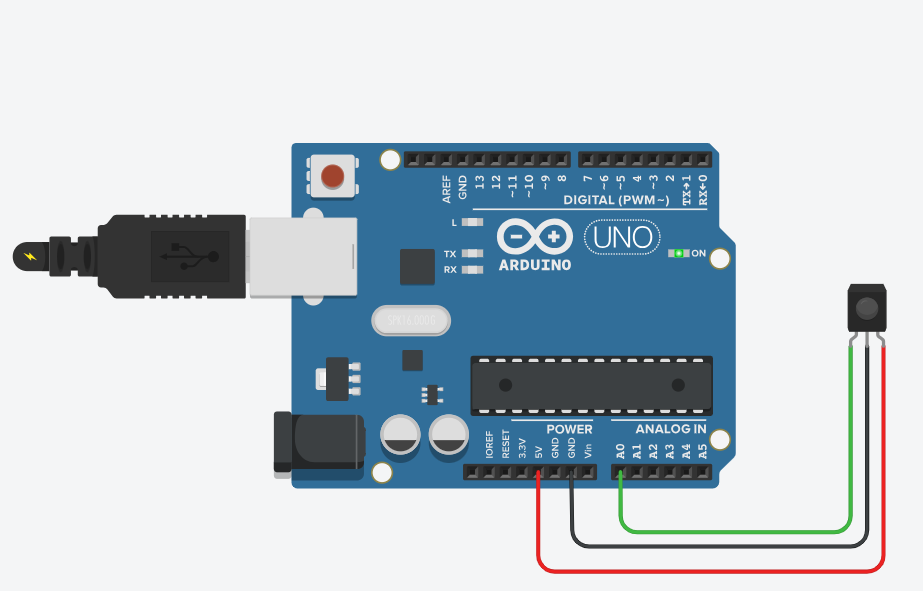 AREF
GND
13
12
~11
~10
~9
8
7
~6
~5
4
~3
2
TX→1
RX←0
DIGITAL (PWM~)
L
TX
RX
UNO
ON
ARDUINO
SPK16.000G
POWER
ANALOG IN
IOREF
RESET
3.3V
5V
GND
GND
Vin
A0
A1
A2
A3
A4
A5